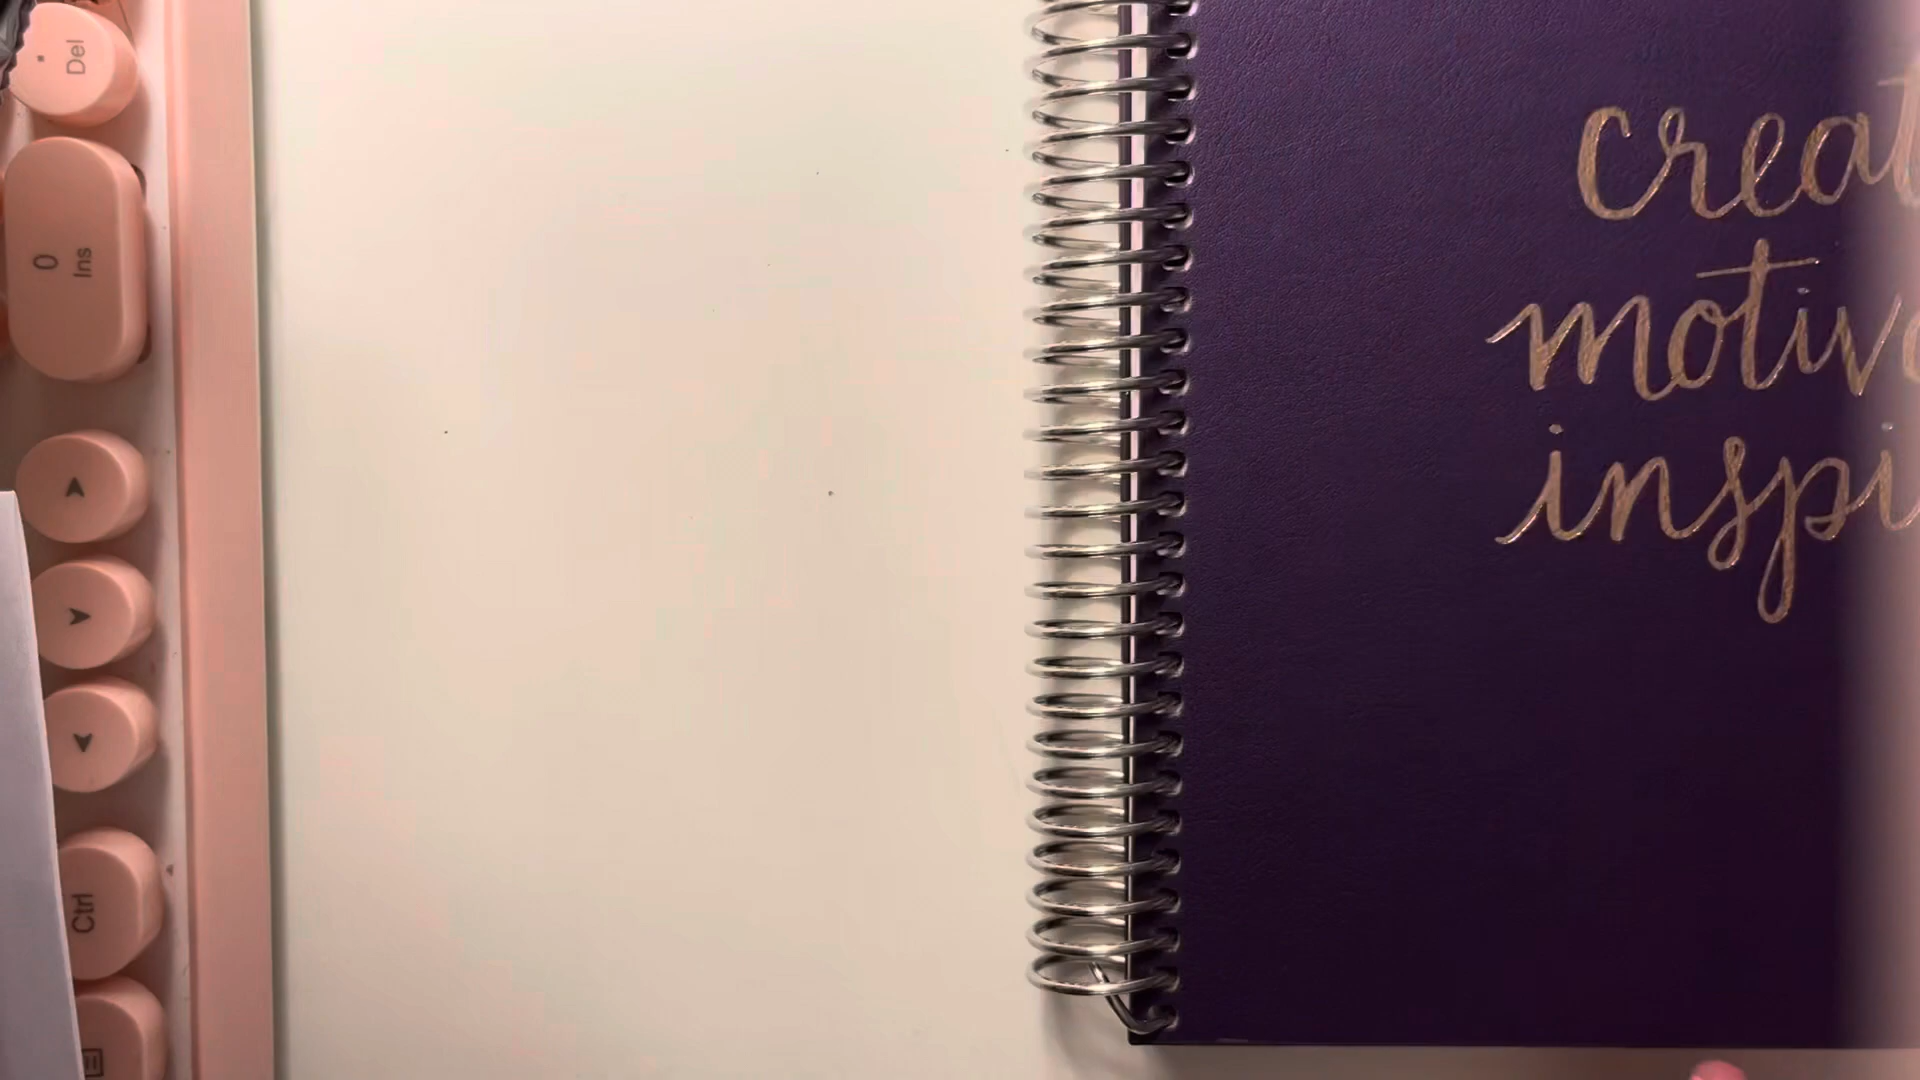 . Del
0 Ins
Ctrl
creat
motiv
inspi